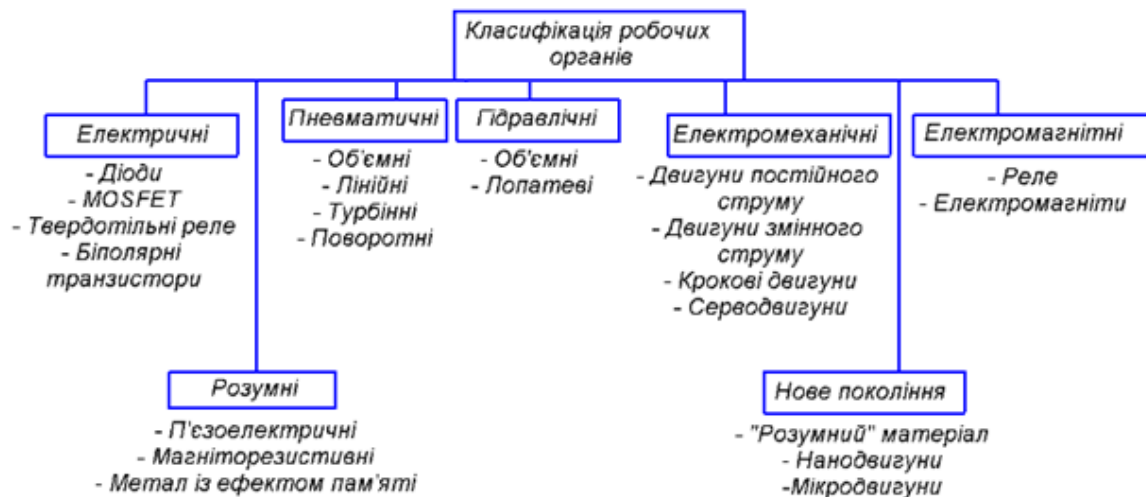 Класифікація робочих
органів
Електричні
- Діоди
- MOSFET
- Твердотільні реле
- Біполярні
транзистори
Пневматичні
- Об'ємні
- Лінійні
- Турбінні
- Поворотні
Гідравлічні
- Об'ємні
- Лопатеві
Електромеханічні
- Двигуни постійного
струму
- Двигуни змінного
струму
- Крокові двигуни
- Серводвигуни
Електромагнітні
- Реле
- Електромагніти
Розумні
- П'єзоелектричні
- Магніторезистивні
- Метал із ефектом пам'яті
Нове покоління
- "Розумний" матеріал
- Нанодвигуни
-Мікродвигуни